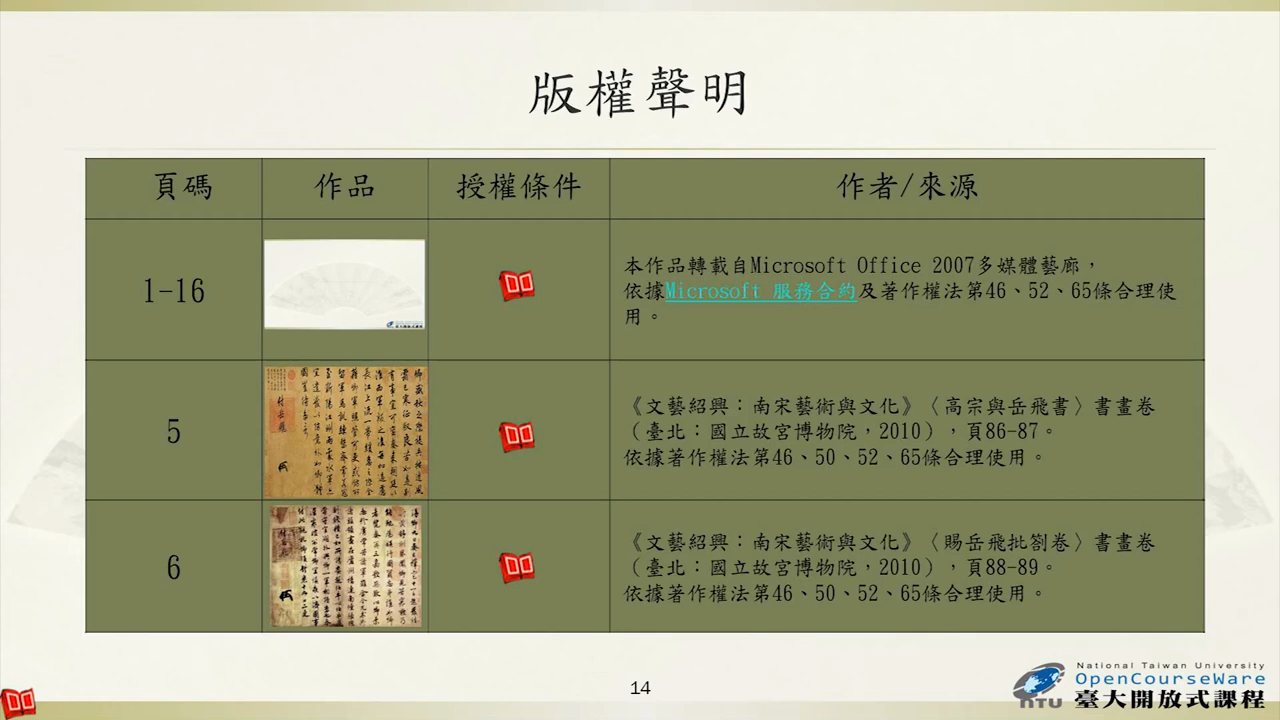 版權聲明
頁碼
作品
授權條件
作者/來源
1-16
本作品轉載自Microsoft Office 2007多媒體藝廊，
依據Microsoft 服務合約及著作權法第46、52、65條合理使
用。
5
《文藝紹興：南宋藝術與文化》〈高宗與岳飛書〉書畫卷
（臺北：國立故宮博物院，2010），頁86-87。
依據著作權法第46、50、52、65條合理使用。
6
《文藝紹興：南宋藝術與文化》〈賜岳飛批劄卷〉書畫卷
（臺北：國立故宮博物院，2010），頁88-89。
依據著作權法第46、50、52、65條合理使用。
14
National Taiwan University
OpenCourseWare
NTU
臺大開放式課程